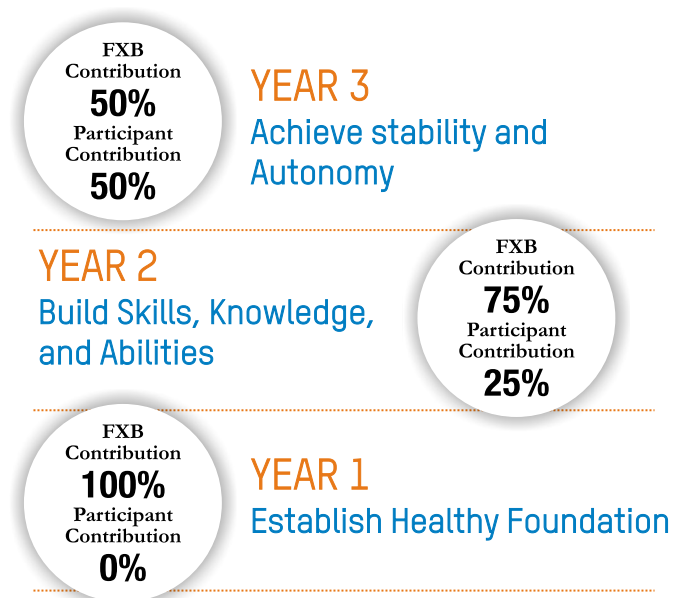 FXB
Contribution
50%
Participant
Contribution
50%
YEAR 3
Achieve stability and
Autonomy
YEAR 2
Build Skills, Knowledge,
and Abilities
FXB
Contribution
75%
Participant
Contribution
25%
FXB
Contribution
100%
Participant
Contribution
0%
YEAR 1
Establish Healthy Foundation